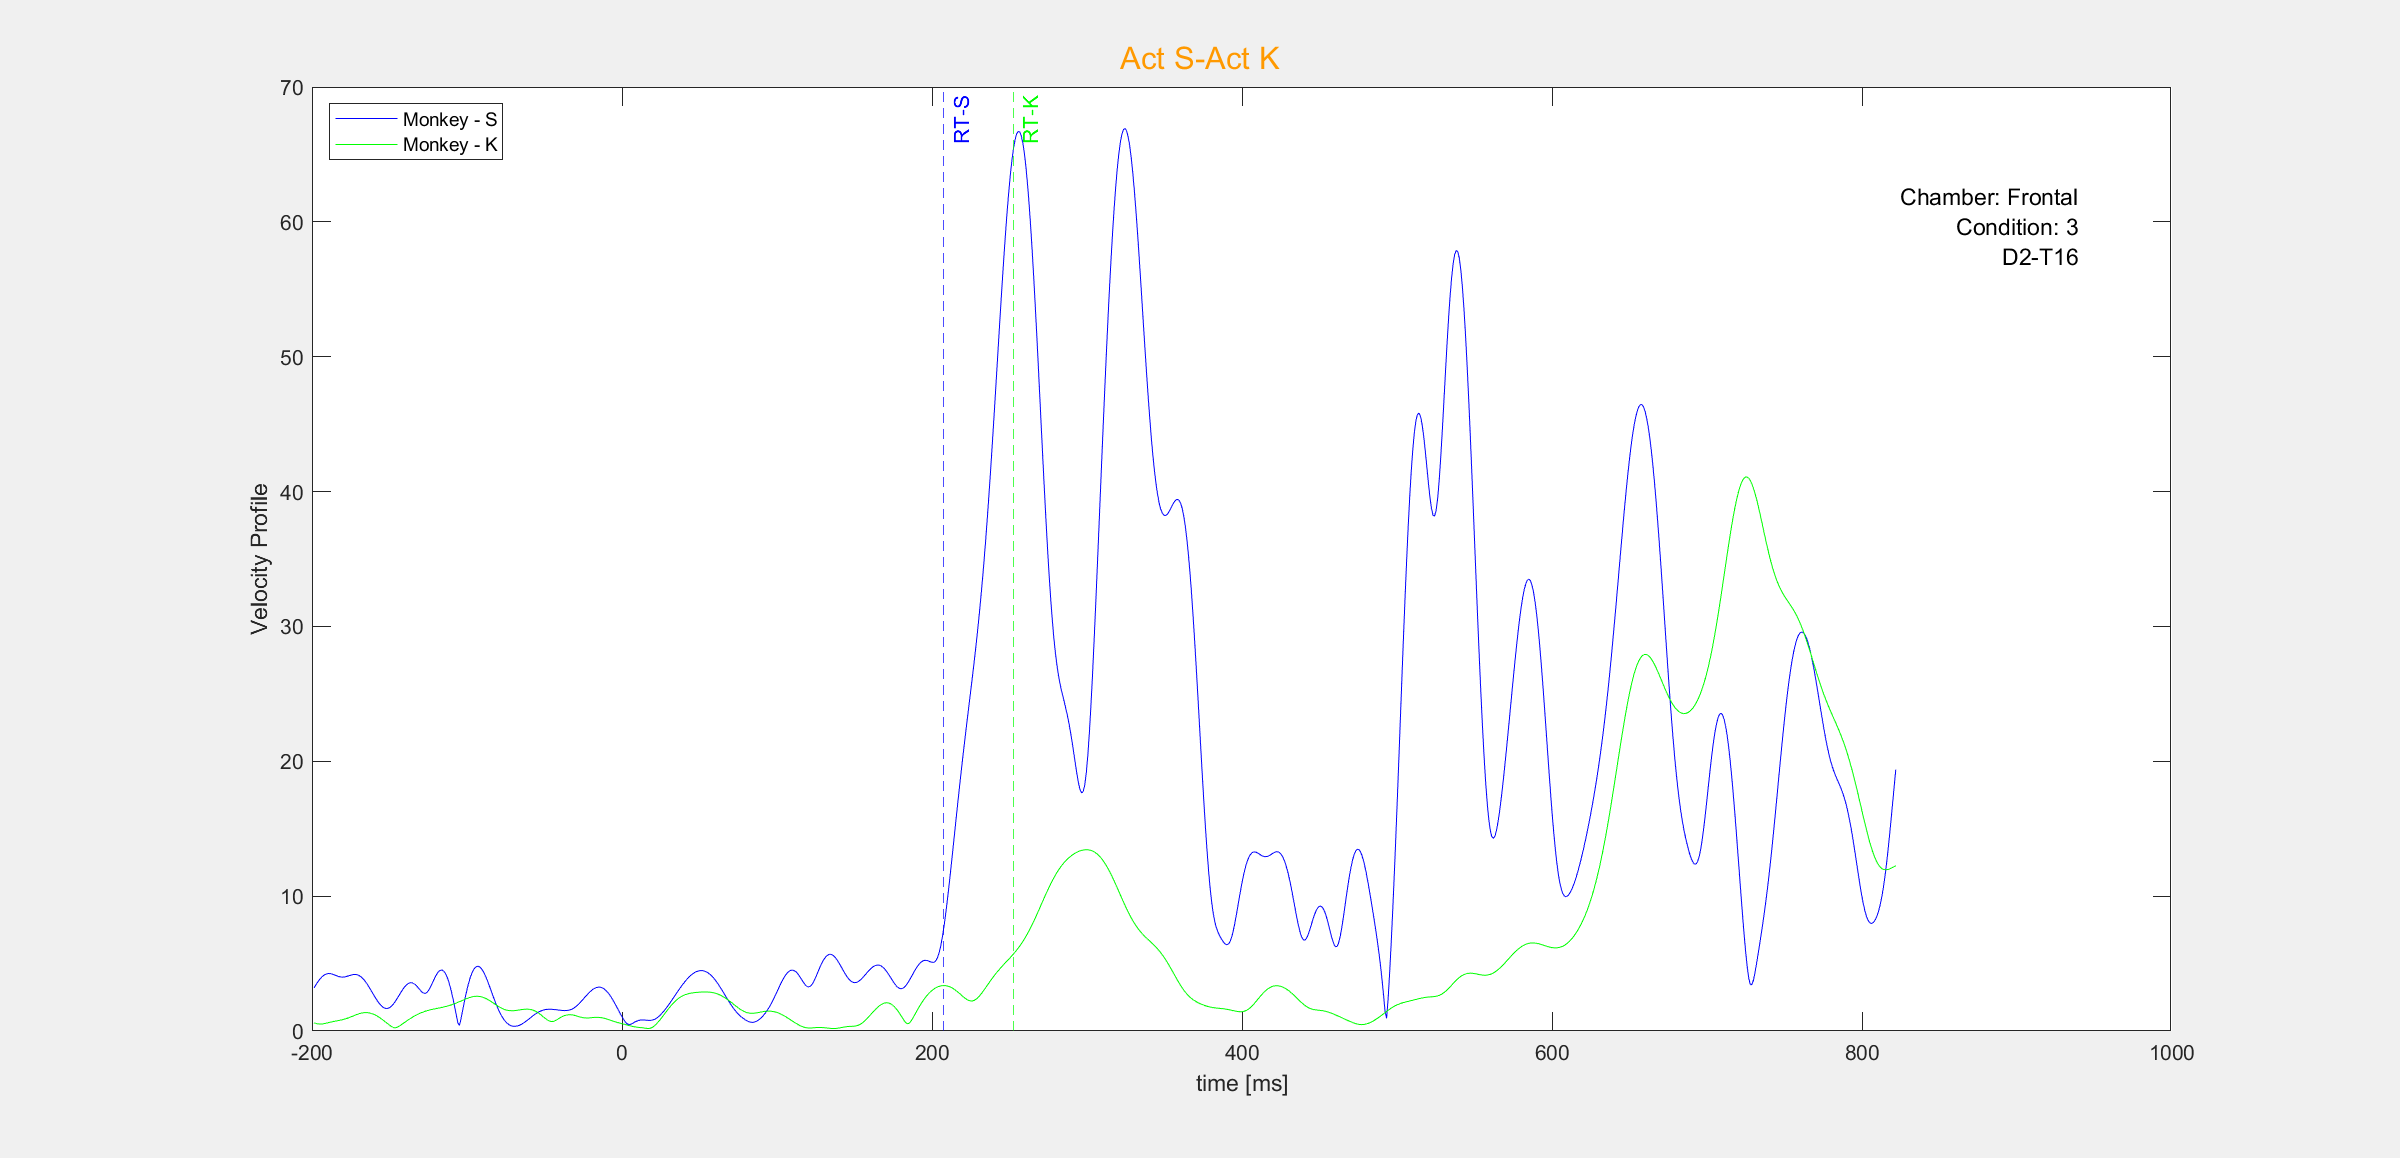 Act S-Act K
Monkey - S
Monkey - K
RT-S
RT-K
Chamber: Frontal
Condition: 3
D2-T16
Velocity Profile
70
60
50
40
30
20
10
0
-200
0
200
400
600
800
1000
time [ms]